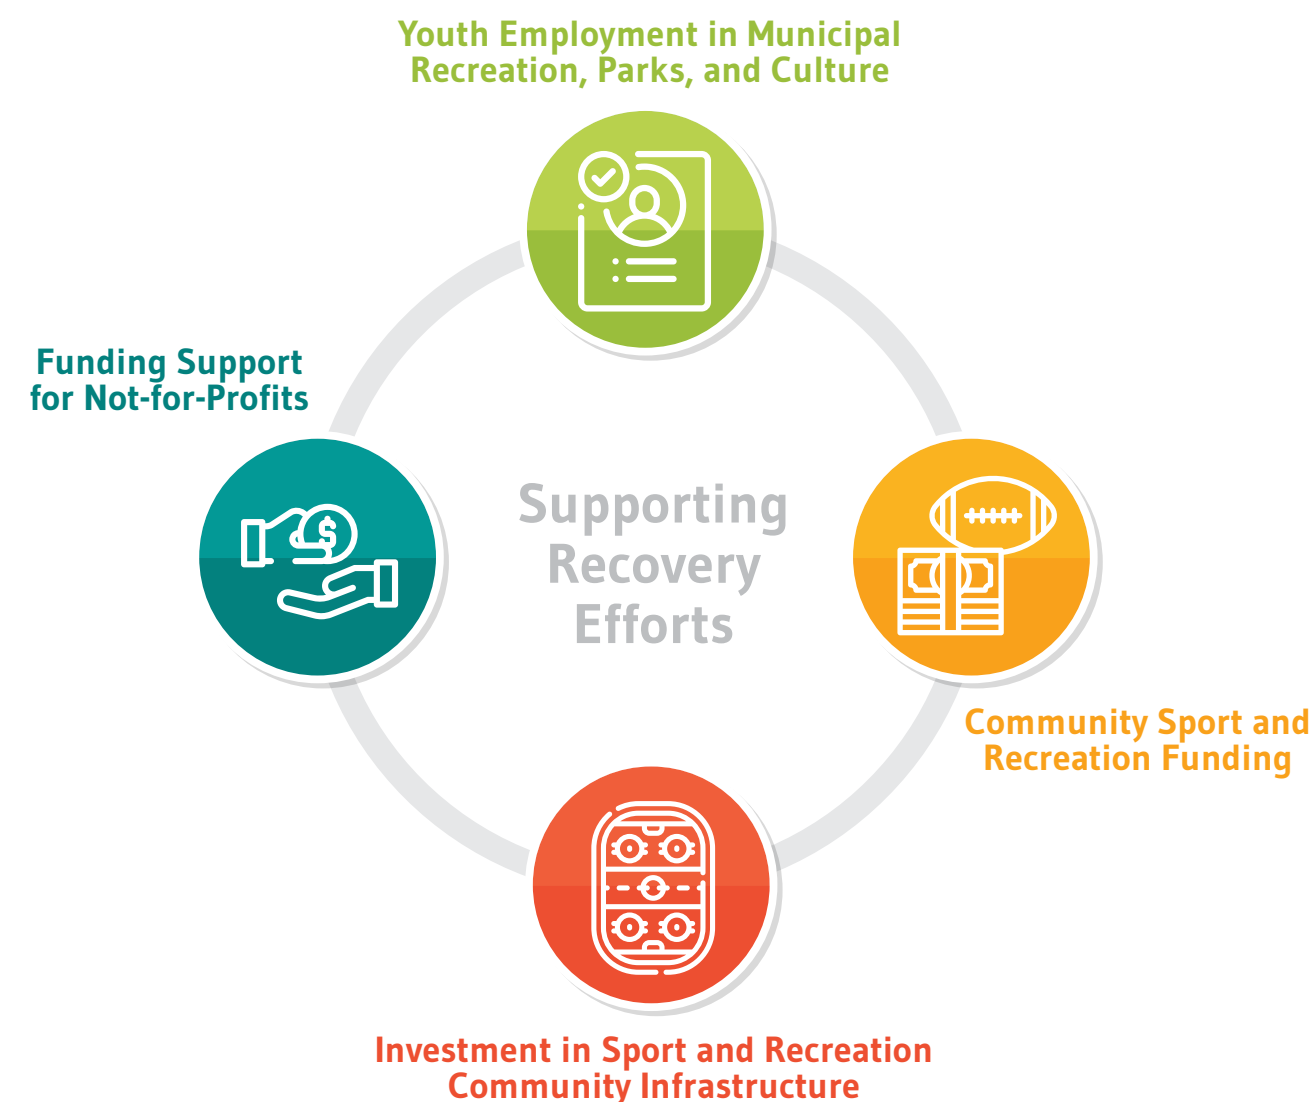 Youth Employment in Municipal
Recreation, Parks, and Culture
Funding Support
for Not-for-Profits
$
Supporting
Recovery
Efforts
Community Sport and
Recreation Funding
Investment in Sport and Recreation
Community Infrastructure